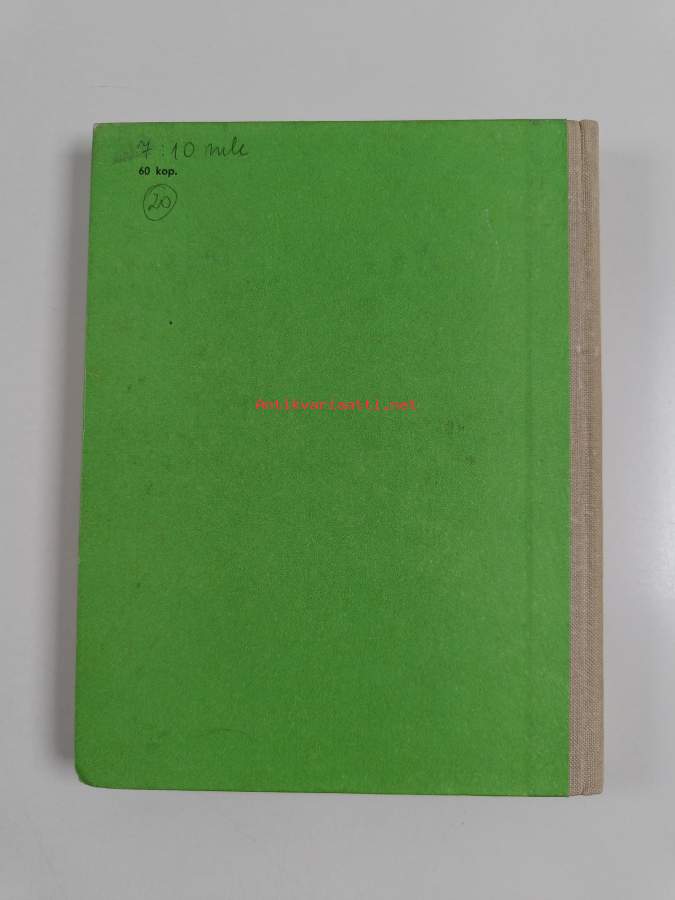 7:10 mk
60 kop.
20
Antikvariaatti.net